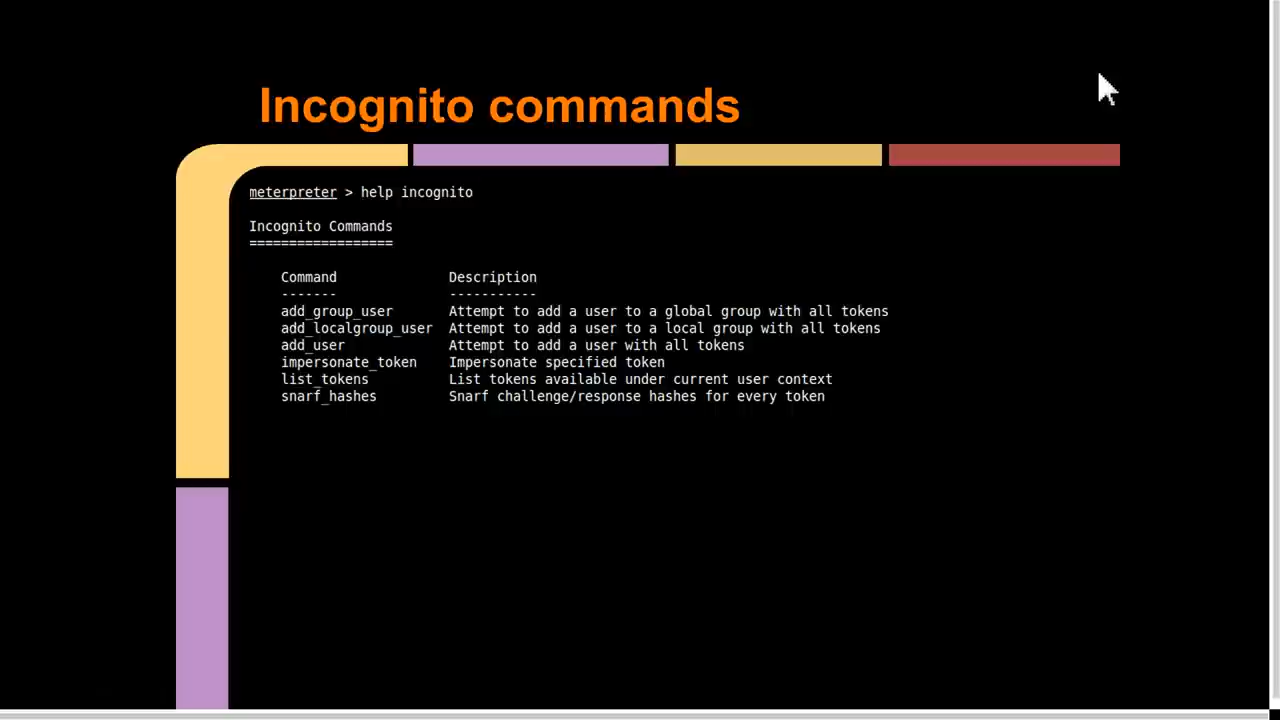 Incognito commands
meterpreter > help incognito
Incognito Commands
==================
Command Description
------- -----------
add_group_user Attempt to add a user to a global group with all tokens
add_localgroup_user Attempt to add a user to a local group with all tokens
add_user Attempt to add a user with all tokens
impersonate_token Impersonate specified token
list_tokens List tokens available under current user context
snarf_hashes Snarf challenge/response hashes for every token